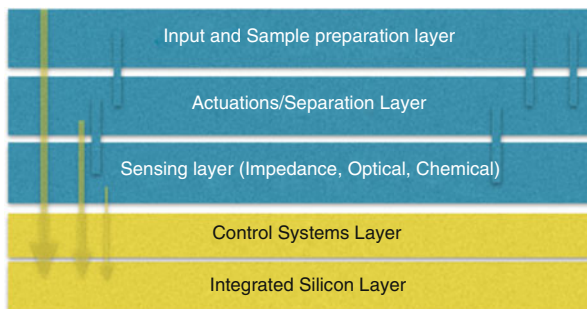 Input and Sample preparation layer
Actuations/Separation Layer
Sensing layer (Impedance, Optical, Chemical)
Control Systems Layer
Integrated Silicon Layer